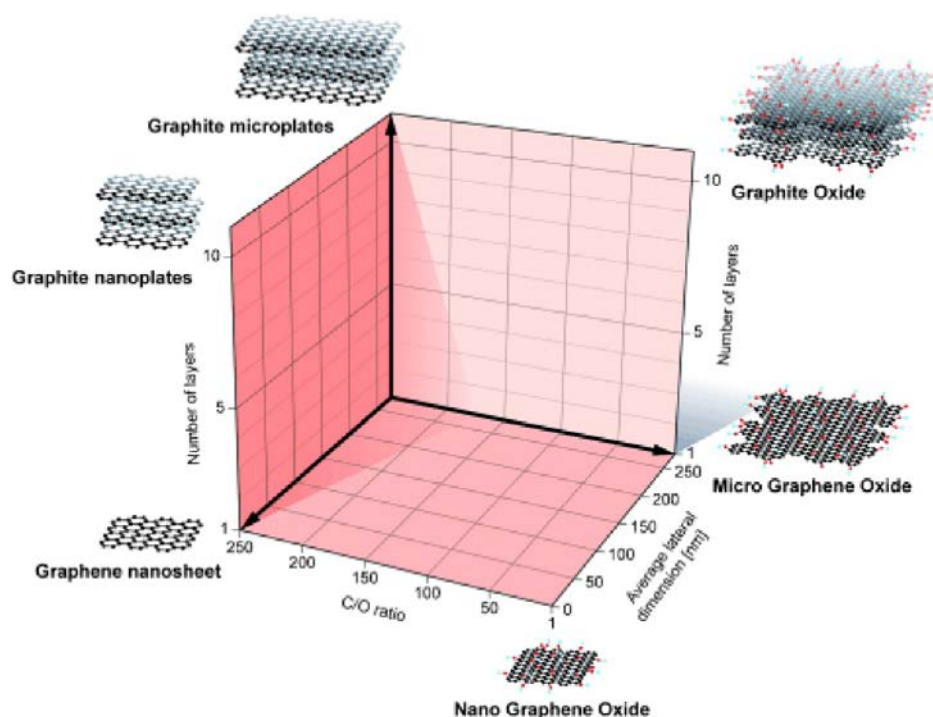 Graphite microplates
Graphite Oxide
Graphite nanoplates
10
10
Number of layers
Number of layers
5
5
1
1
250
200
150
100
50
0
Average lateral
dimension [nm]
Micro Graphene Oxide
Graphene nanosheet
250
200
150
100
50
1
C/O ratio
Nano Graphene Oxide